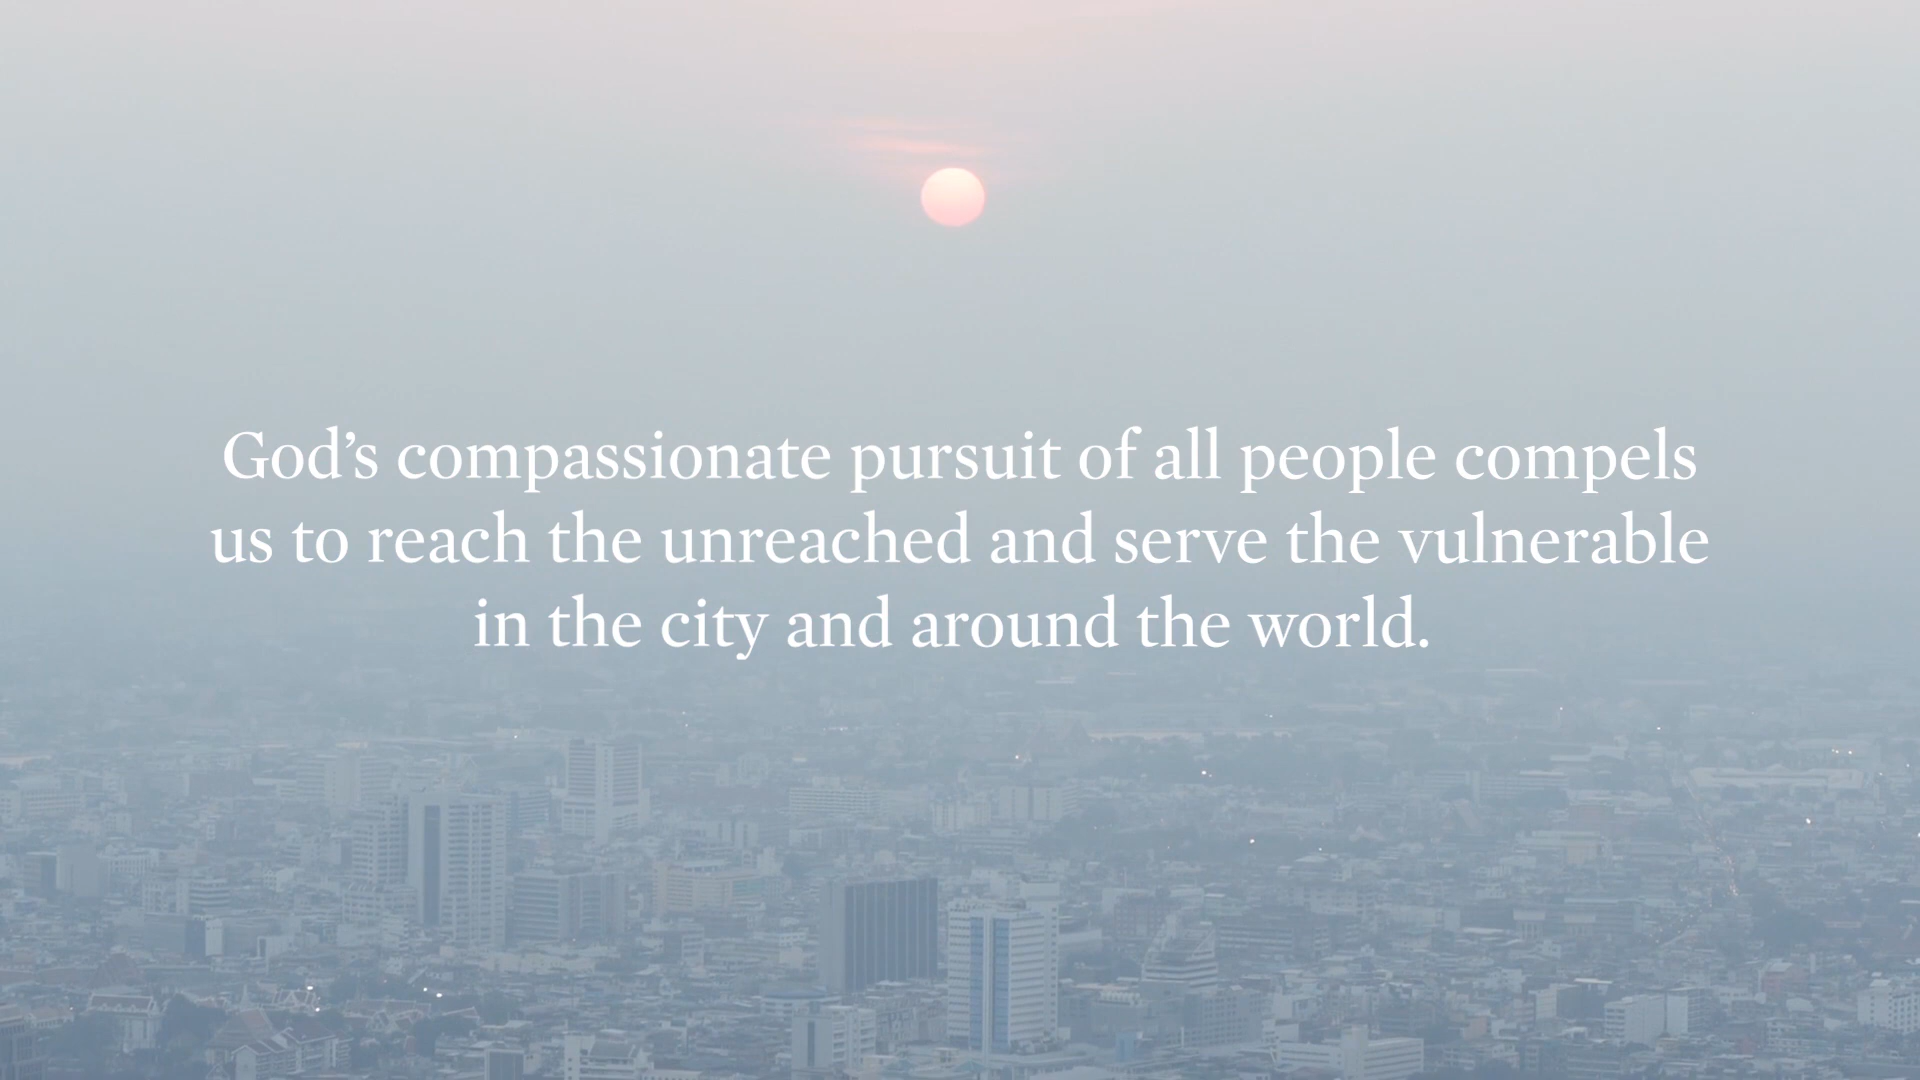 God’s compassionate pursuit of all people compels
us to reach the unreached and serve the vulnerable
in the city and around the world.